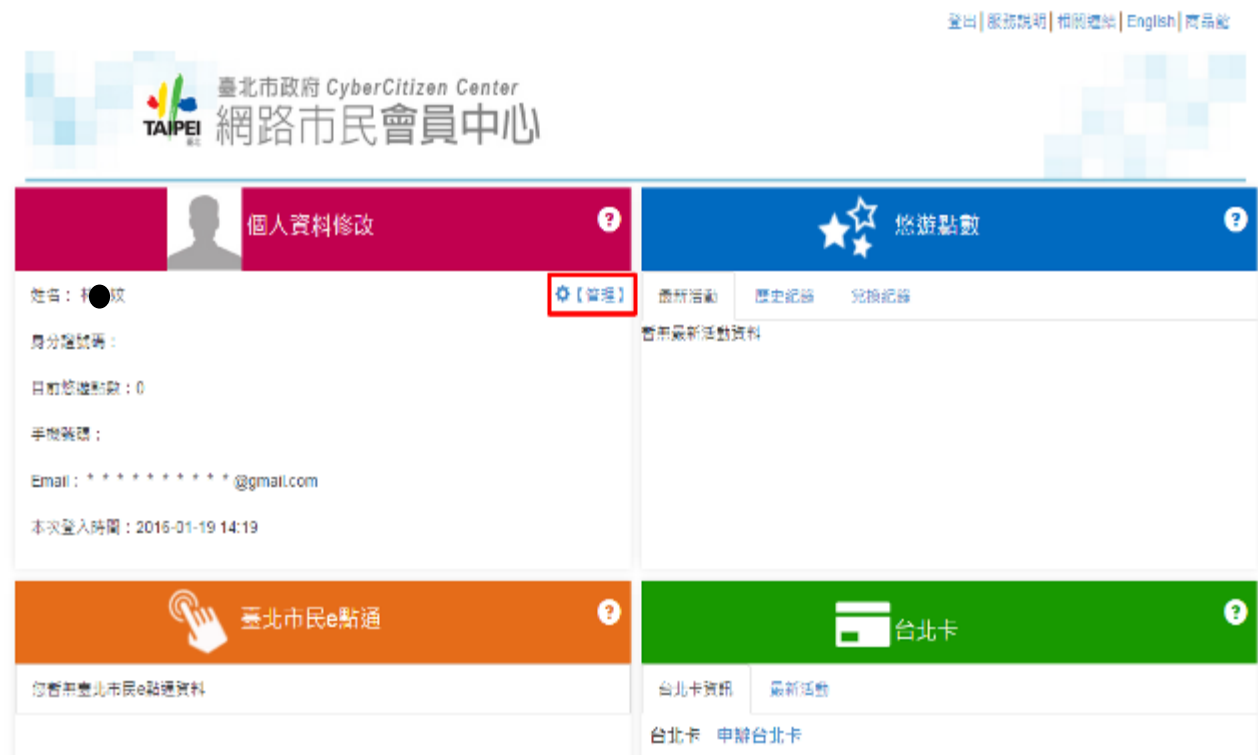 登出|服務說明|相關連結|English|商品館
臺北市政府 CyberCitizen Center
TAIPEI 網路市民會員中心
臺北
個人資料修改
?
姓名： 林 玟
【管理】
身分證號碼：
目前悠遊點數：0
手機號碼：
Email： * * * * * * * * * * @gmail.com
本次登入時間：2016-01-19 14:19
悠遊點數
?
最新活動 歷史紀錄 兌換紀錄
暫無最新活動資料
臺北市民e點通
?
您暫無臺北市民e點通資料
台北卡
?
台北卡資訊 最新活動
台北卡 申辦台北卡